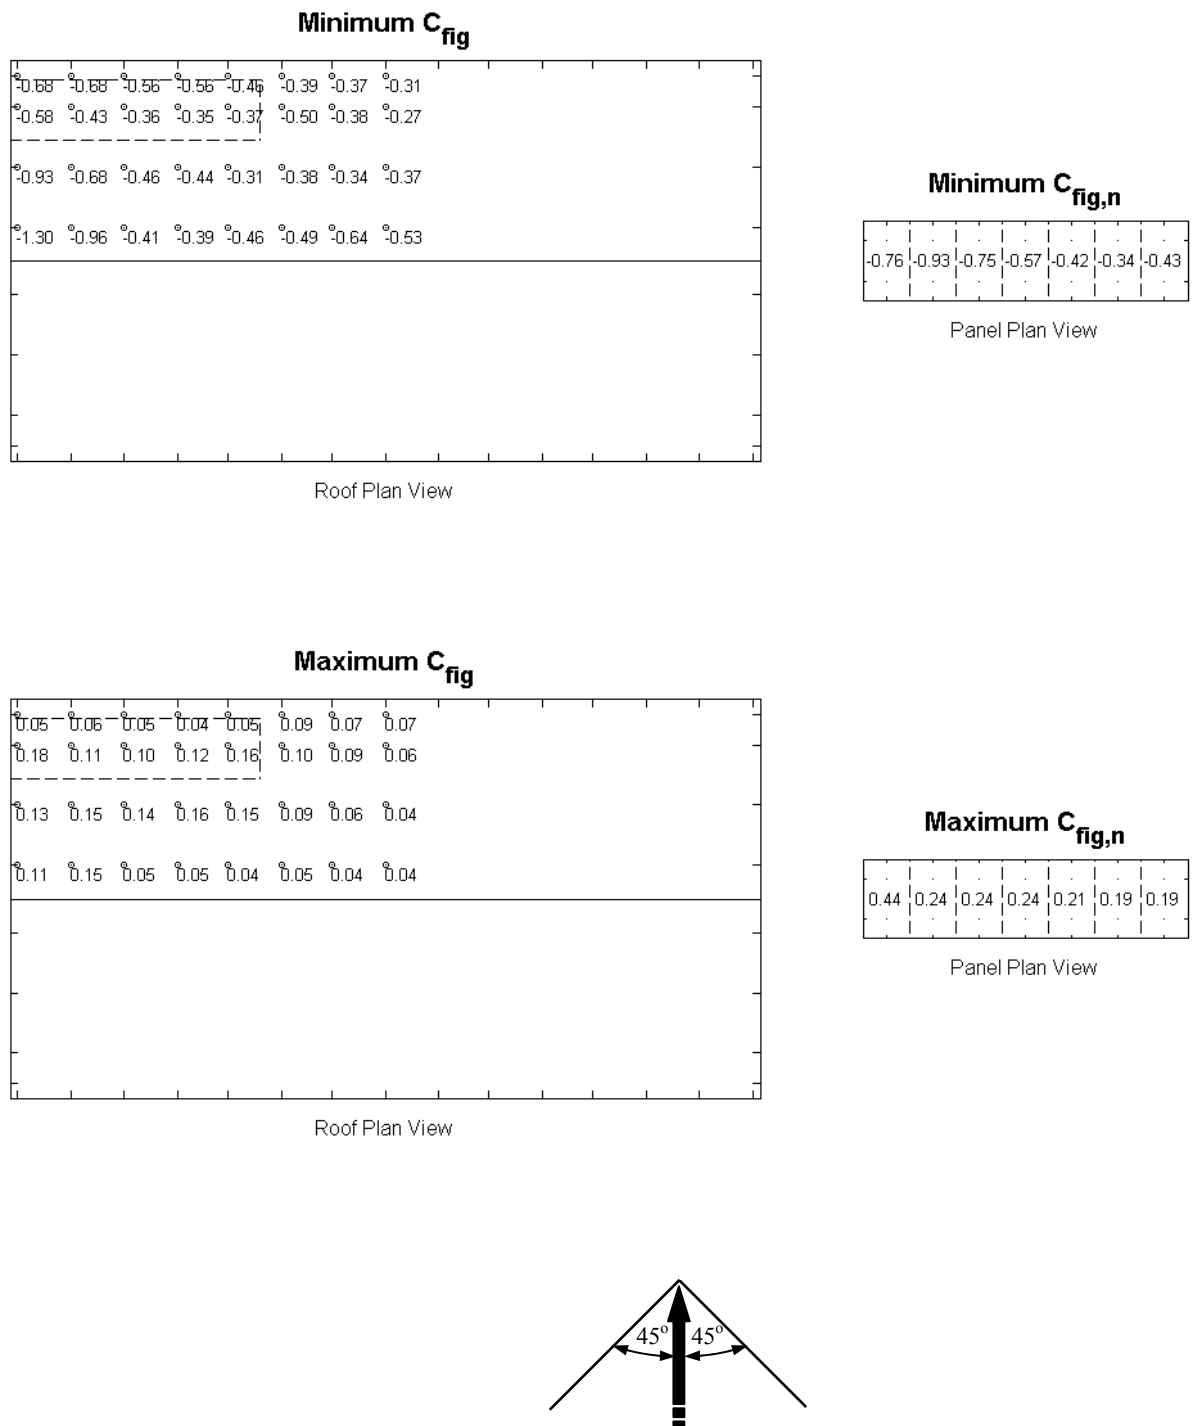 Minimum Cfig
-0.68 -0.68 -0.56 -0.56 -0.46 -0.39 -0.37 -0.31
-0.58 -0.43 -0.36 -0.35 -0.37 -0.50 -0.38 -0.27
-0.93 -0.68 -0.46 -0.44 -0.31 -0.38 -0.34 -0.37
-1.30 -0.96 -0.41 -0.39 -0.46 -0.49 -0.64 -0.53
Roof Plan View
Minimum Cfig,n
-0.76 -0.93 -0.75 -0.57 -0.42 -0.34 -0.43
Panel Plan View
Maximum Cfig
0.05 0.06 0.05 0.04 0.05 0.09 0.07 0.07
0.18 0.11 0.10 0.12 0.16 0.10 0.09 0.06
0.13 0.15 0.14 0.16 0.15 0.09 0.06 0.04
0.11 0.15 0.05 0.05 0.04 0.05 0.04 0.04
Roof Plan View
Maximum Cfig,n
0.44 0.24 0.24 0.24 0.21 0.19 0.19
Panel Plan View
45° 45°